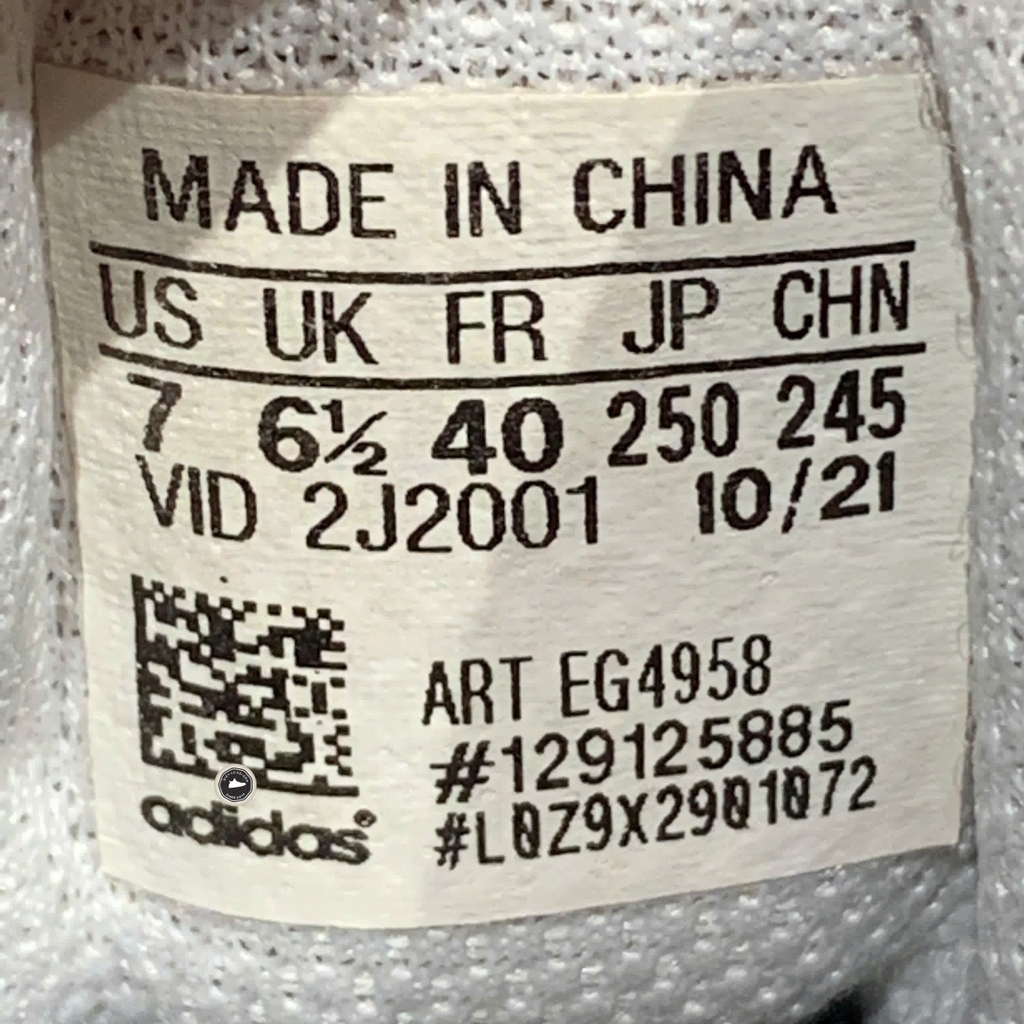 MADE IN CHINA
US UK FR JP CHN
7 6½ 40 250 245
VID 2J2001 10/21
ART EG4958
#129125885
#L0Z9X2901072
adidas®